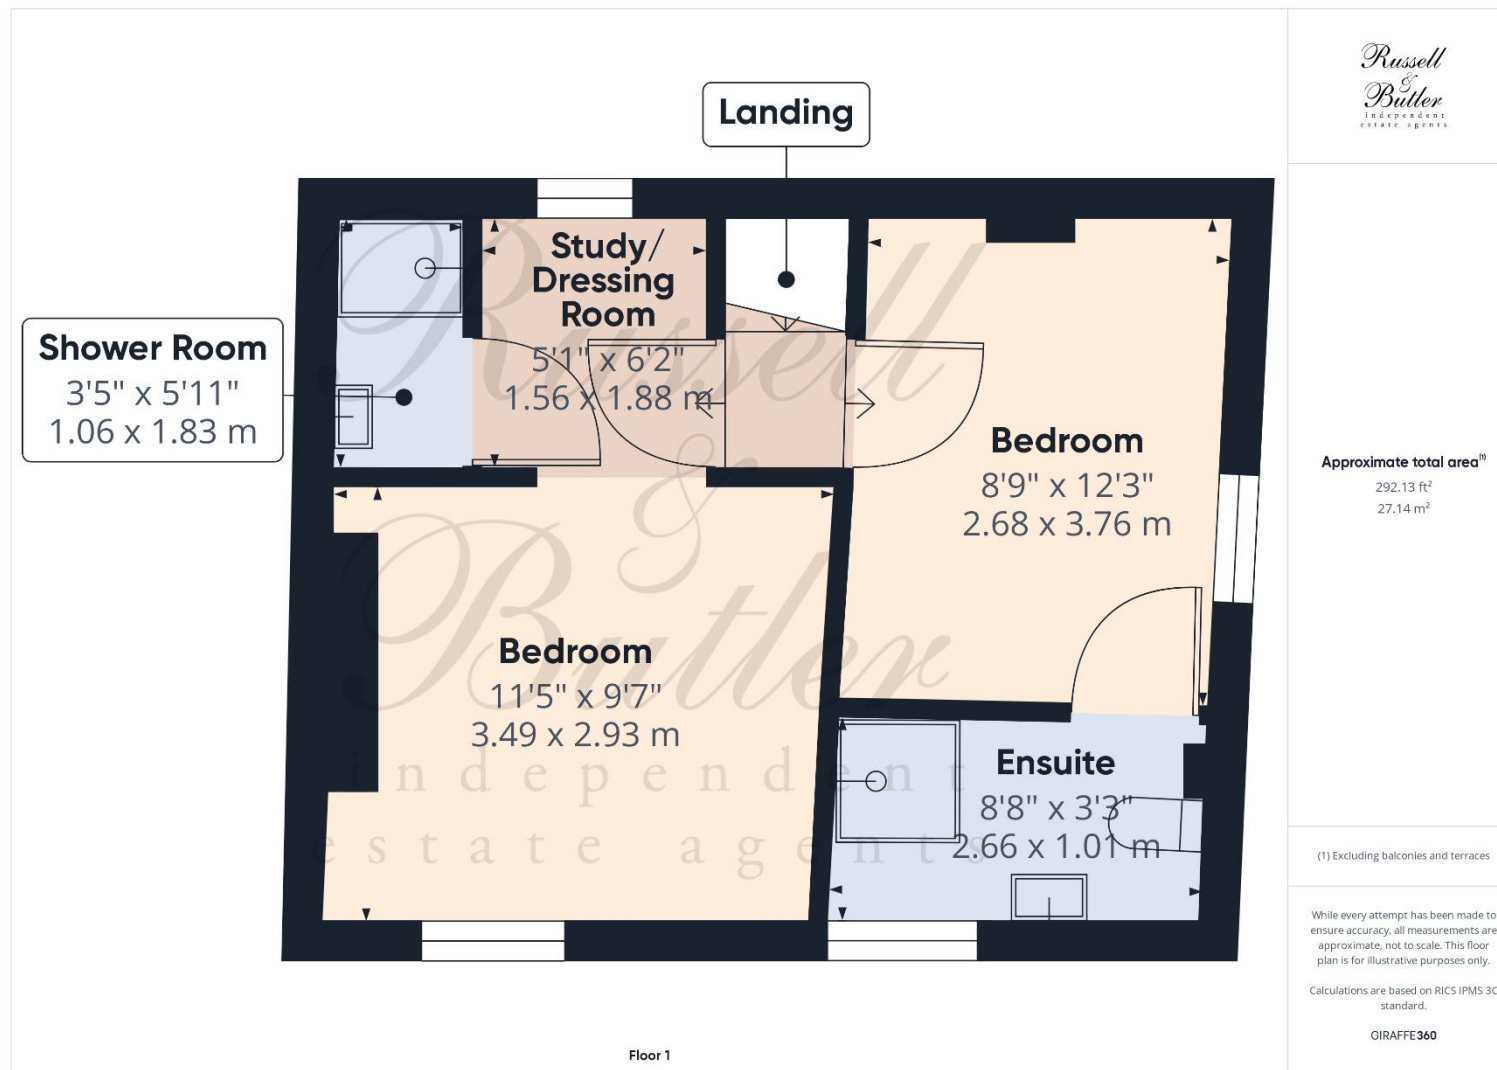 Landing
Study/
Dressing
Room
5'1" x 6'2"
1.56 x 1.88 m
Shower Room
3'5" x 5'11"
1.06 x 1.83 m
Bedroom
8'9" x 12'3"
2.68 x 3.76 m
Bedroom
11'5" x 9'7"
3.49 x 2.93 m
Ensuite
8'8" x 3'3"
2.66 x 1.01 m
Russell
&
Butler
independent
estate agents
Floor 1
Russell
&
Butler
independent
estate agents
Approximate total area(1)
292.13 ft²
27.14 m²
(1) Excluding balconies and terraces
While every attempt has been made to
ensure accuracy, all measurements are
approximate, not to scale. This floor
plan is for illustrative purposes only.
Calculations are based on RICS IPMS 3C
standard.
GIRAFFE360